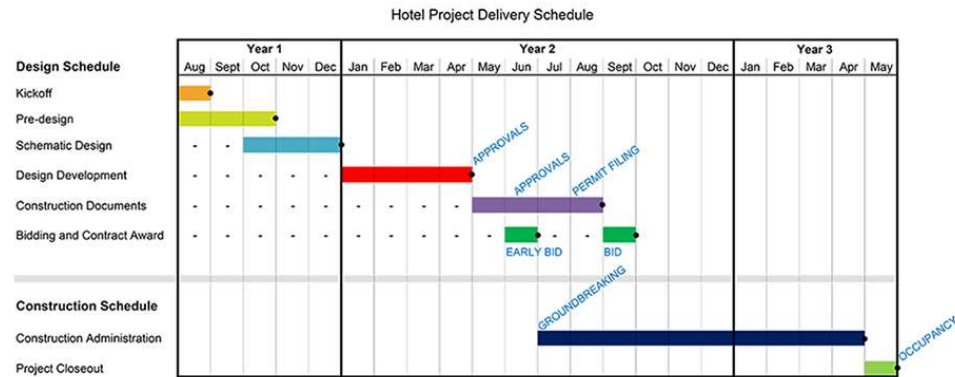 Hotel Project Delivery Schedule
Year 1 Year 2 Year 3
Design Schedule Aug Sept Oct Nov Dec Jan Feb Mar Apr May Jun Jul Aug Sept Oct Nov Dec Jan Feb Mar Apr May
Kickoff
Pre-design
Schematic Design - -
APPROVALS
Design Development - - - - -
APPROVALS PERMIT FILING
Construction Documents - - - - - - - - -
Bidding and Contract Award - - - - - - - - - - - -
EARLY BID BID
GROUNDBREAKING
Construction Schedule
Construction Administration
OCCUPANCY
Project Closeout